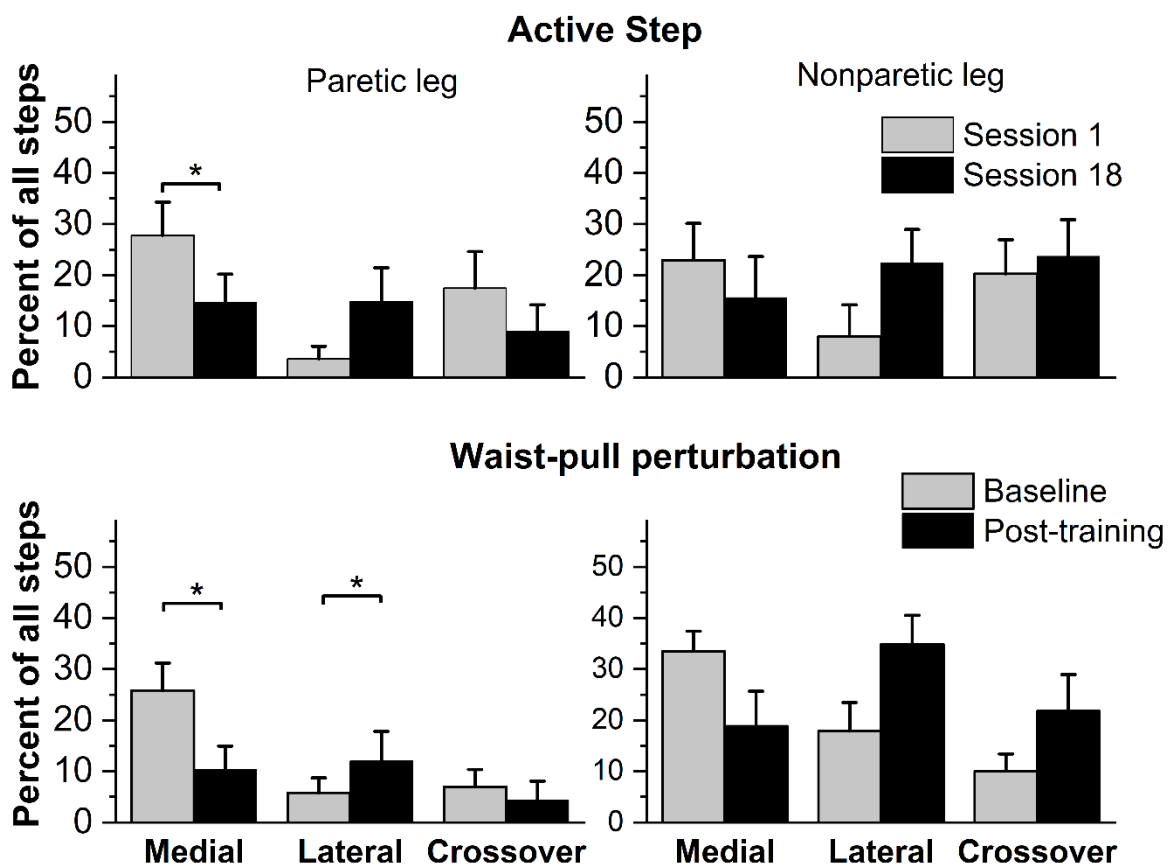 Active Step
Paretic leg
Nonparetic leg
Session 1
Session 18
Percent of all steps
50
40
30
20
10
0
*
50
40
30
20
10
0
Waist-pull perturbation
Baseline
Post-training
Percent of all steps
50
40
30
20
10
0
*
*
50
40
30
20
10
0
Medial Lateral Crossover
Medial Lateral Crossover